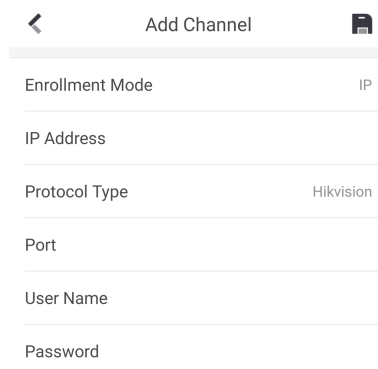 Add Channel
Enrollment Mode IP
IP Address
Protocol Type Hikvision
Port
User Name
Password